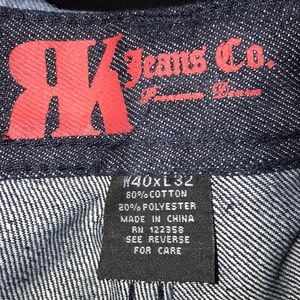 RK Jeans Co.
W40xL32
80% COTTON
20% POLYESTER
MADE IN CHINA
RN 122358
SEE REVERSE
FOR CARE